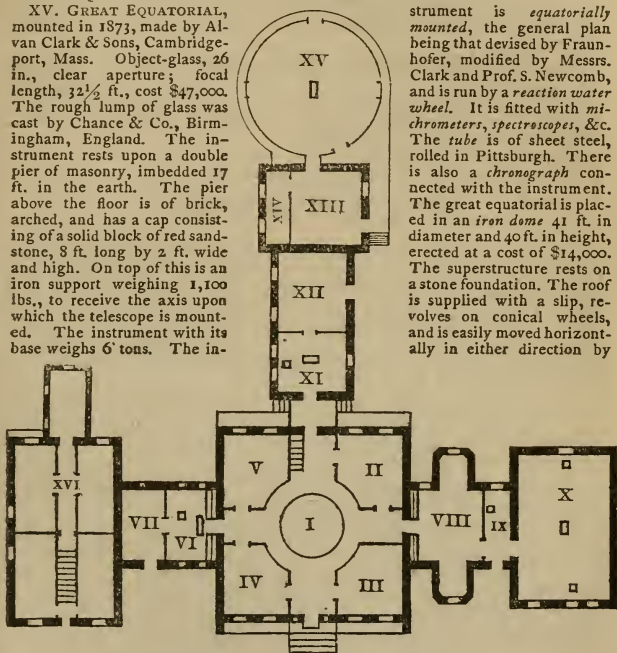 XV. GREAT EQUATORIAL,
mounted in 1873, made by Al-
van Clark & Sons, Cambridge-
port, Mass. Object-glass, 26
in., clear aperture; focal
length, 32½ ft., cost $47,000.
The rough lump of glass was
cast by Chance & Co., Birm-
ingham, England. The in-
strument rests upon a double
pier of masonry, imbedded 17
ft. in the earth. The pier
above the floor is of brick,
arched, and has a cap consist-
ing of a solid block of red sand-
stone, 8 ft. long by 2 ft. wide
and high. On top of this is an
iron support weighing 1,100
lbs., to receive the axis upon
which the telescope is mount-
ed. The instrument with its
base weighs 6 tons. The in-
strument is equatorially
mounted, the general plan
being that devised by Fraun-
hofer, modified by Messrs.
Clark and Prof. S. Newcomb,
and is run by a reaction water
wheel. It is fitted with mi-
chrometers, spectroscopes, &c.
The tube is of sheet steel,
rolled in Pittsburgh. There
is also a chronograph con-
nected with the instrument.
The great equatorial is plac-
ed in an iron dome 41 ft. in
diameter and 40 ft. in height,
erected at a cost of $14,000.
The superstructure rests on
a stone foundation. The roof
is supplied with a slip, re-
volves on conical wheels,
and is easily moved horizont-
ally in either direction by
XV
XIV
XIII
XII
XI
XVI
VII
VI
V
II
I
IV
III
VIII
IX
X